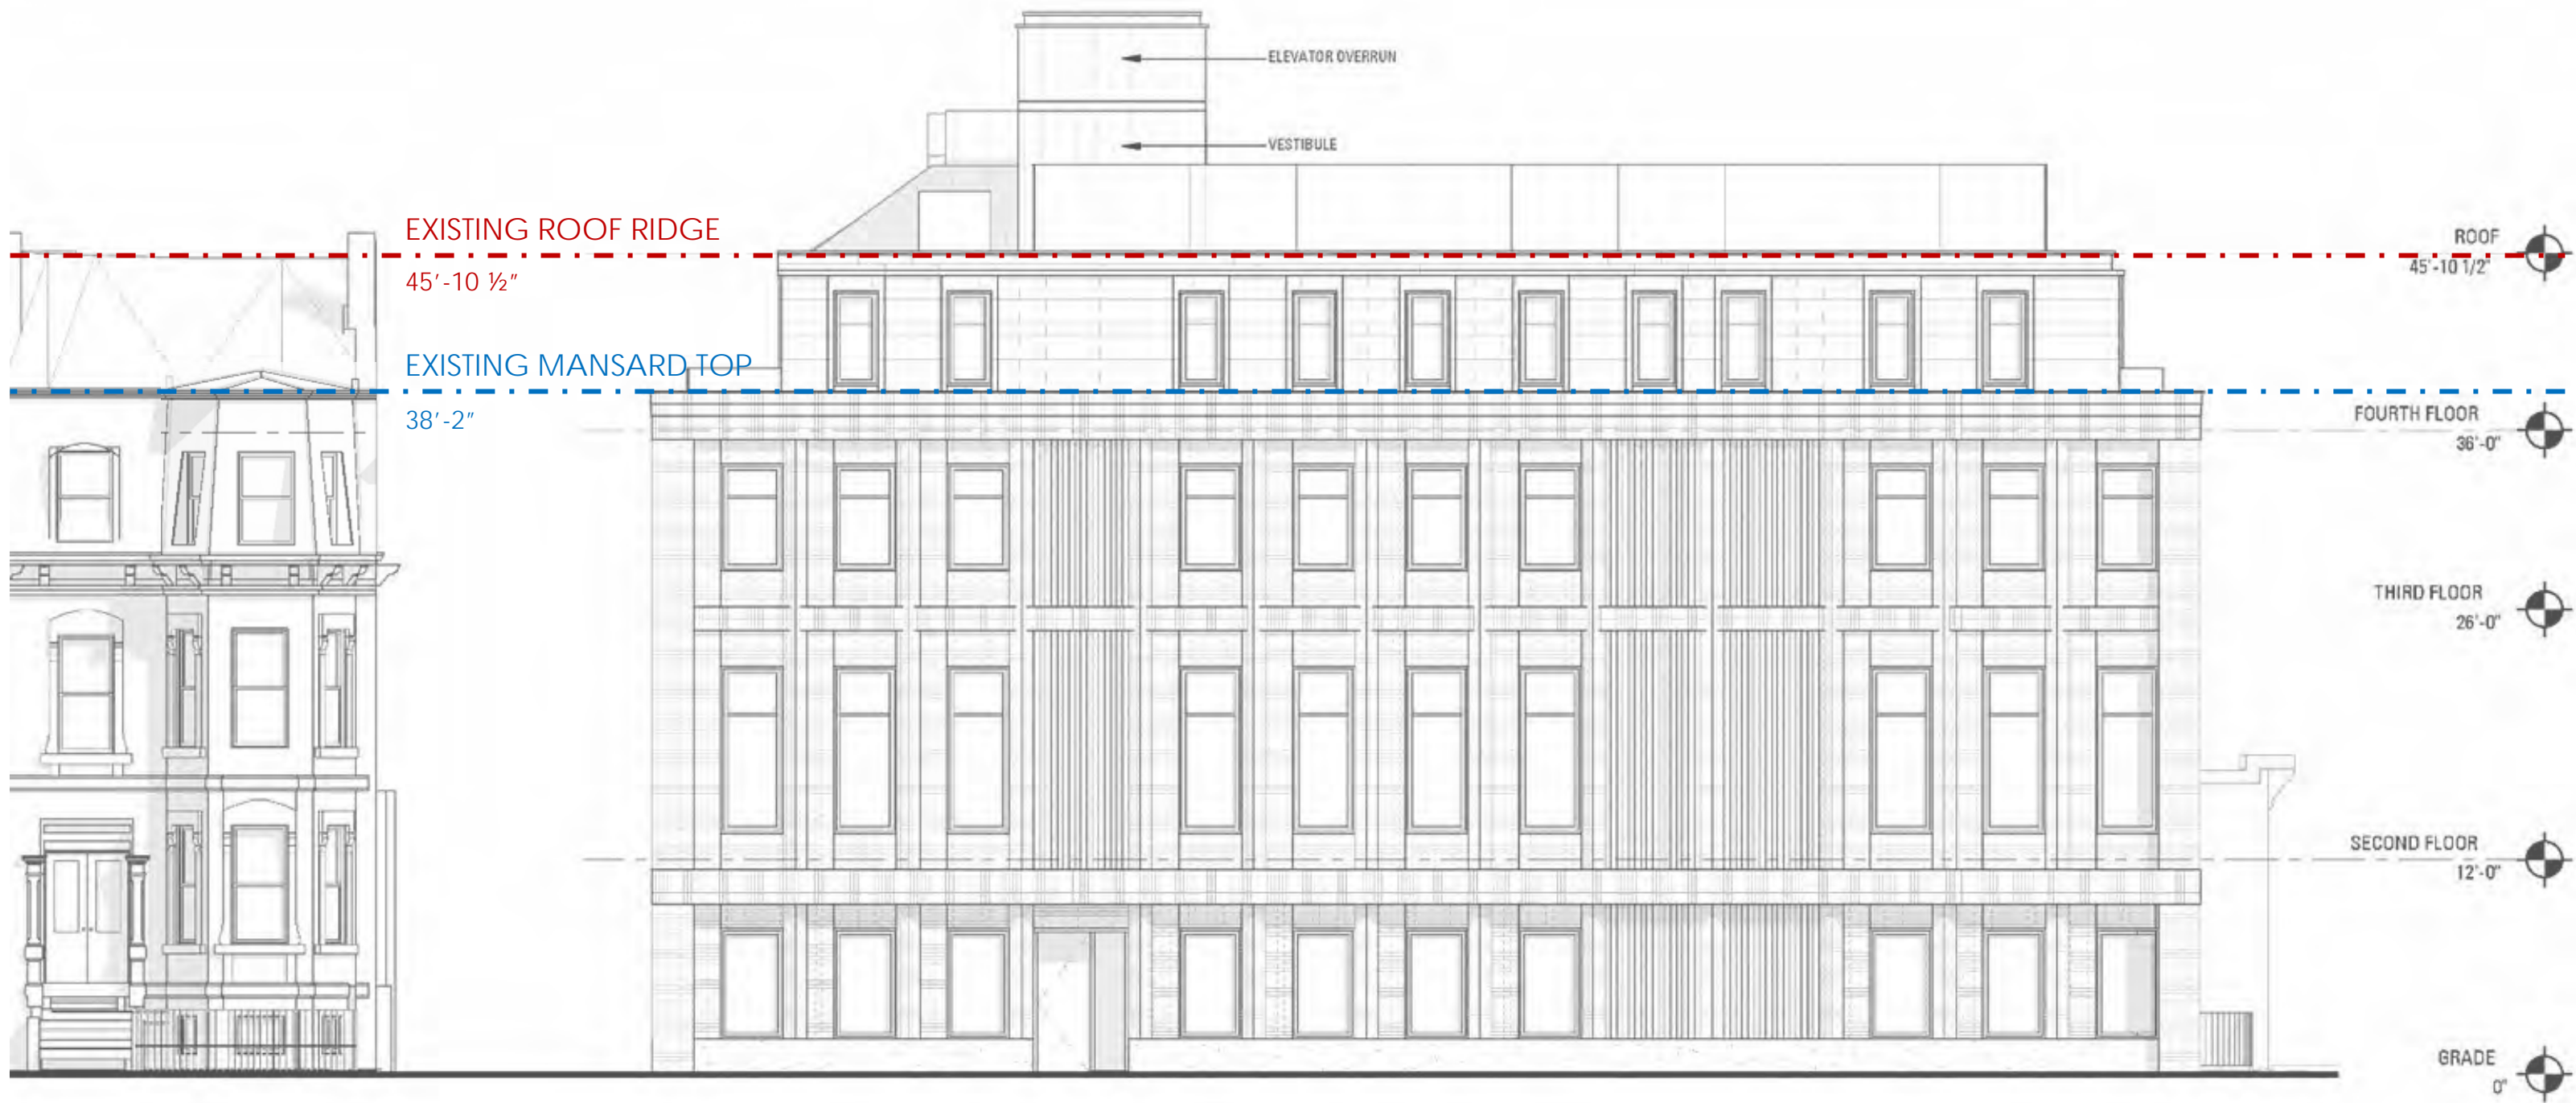 ELEVATOR OVERRUN
VESTIBULE
EXISTING ROOF RIDGE
45'-10 ½"
ROOF
45'-10 1/2"
EXISTING MANSARD TOP
38'-2"
FOURTH FLOOR
36'-0"
THIRD FLOOR
26'-0"
SECOND FLOOR
12'-0"
GRADE
0"